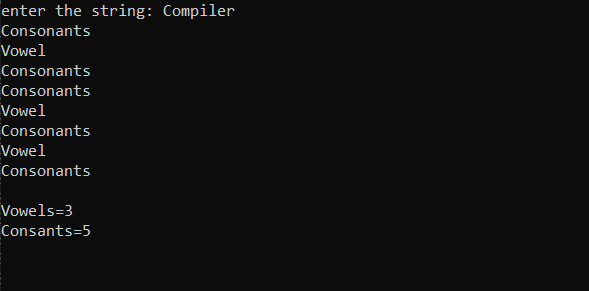 enter the string: Compiler
Consonants
Vowel
Consonants
Consonants
Vowel
Consonants
Vowel
Consonants
Vowels=3
Consants=5